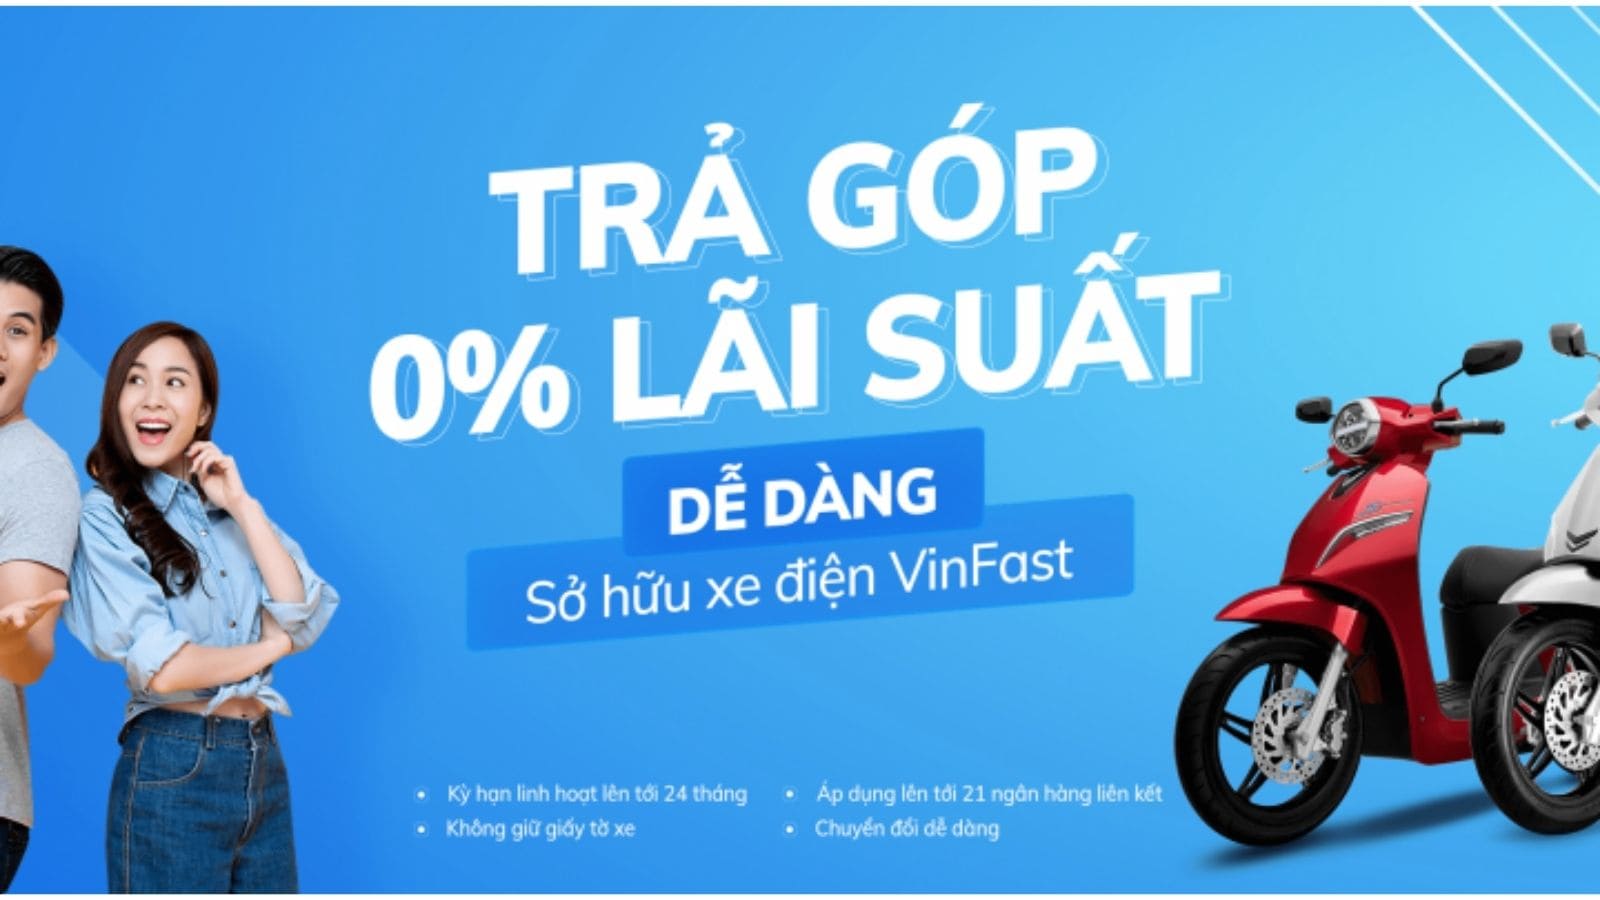 TRẢ GÓP
0% LÃI SUẤT
DỄ DÀNG
Sở hữu xe điện VinFast
Kỳ hạn linh hoạt lên tới 24 tháng
Không giữ giấy tờ xe
Áp dụng lên tới 21 ngân hàng liên kết
Chuyển đổi dễ dàng